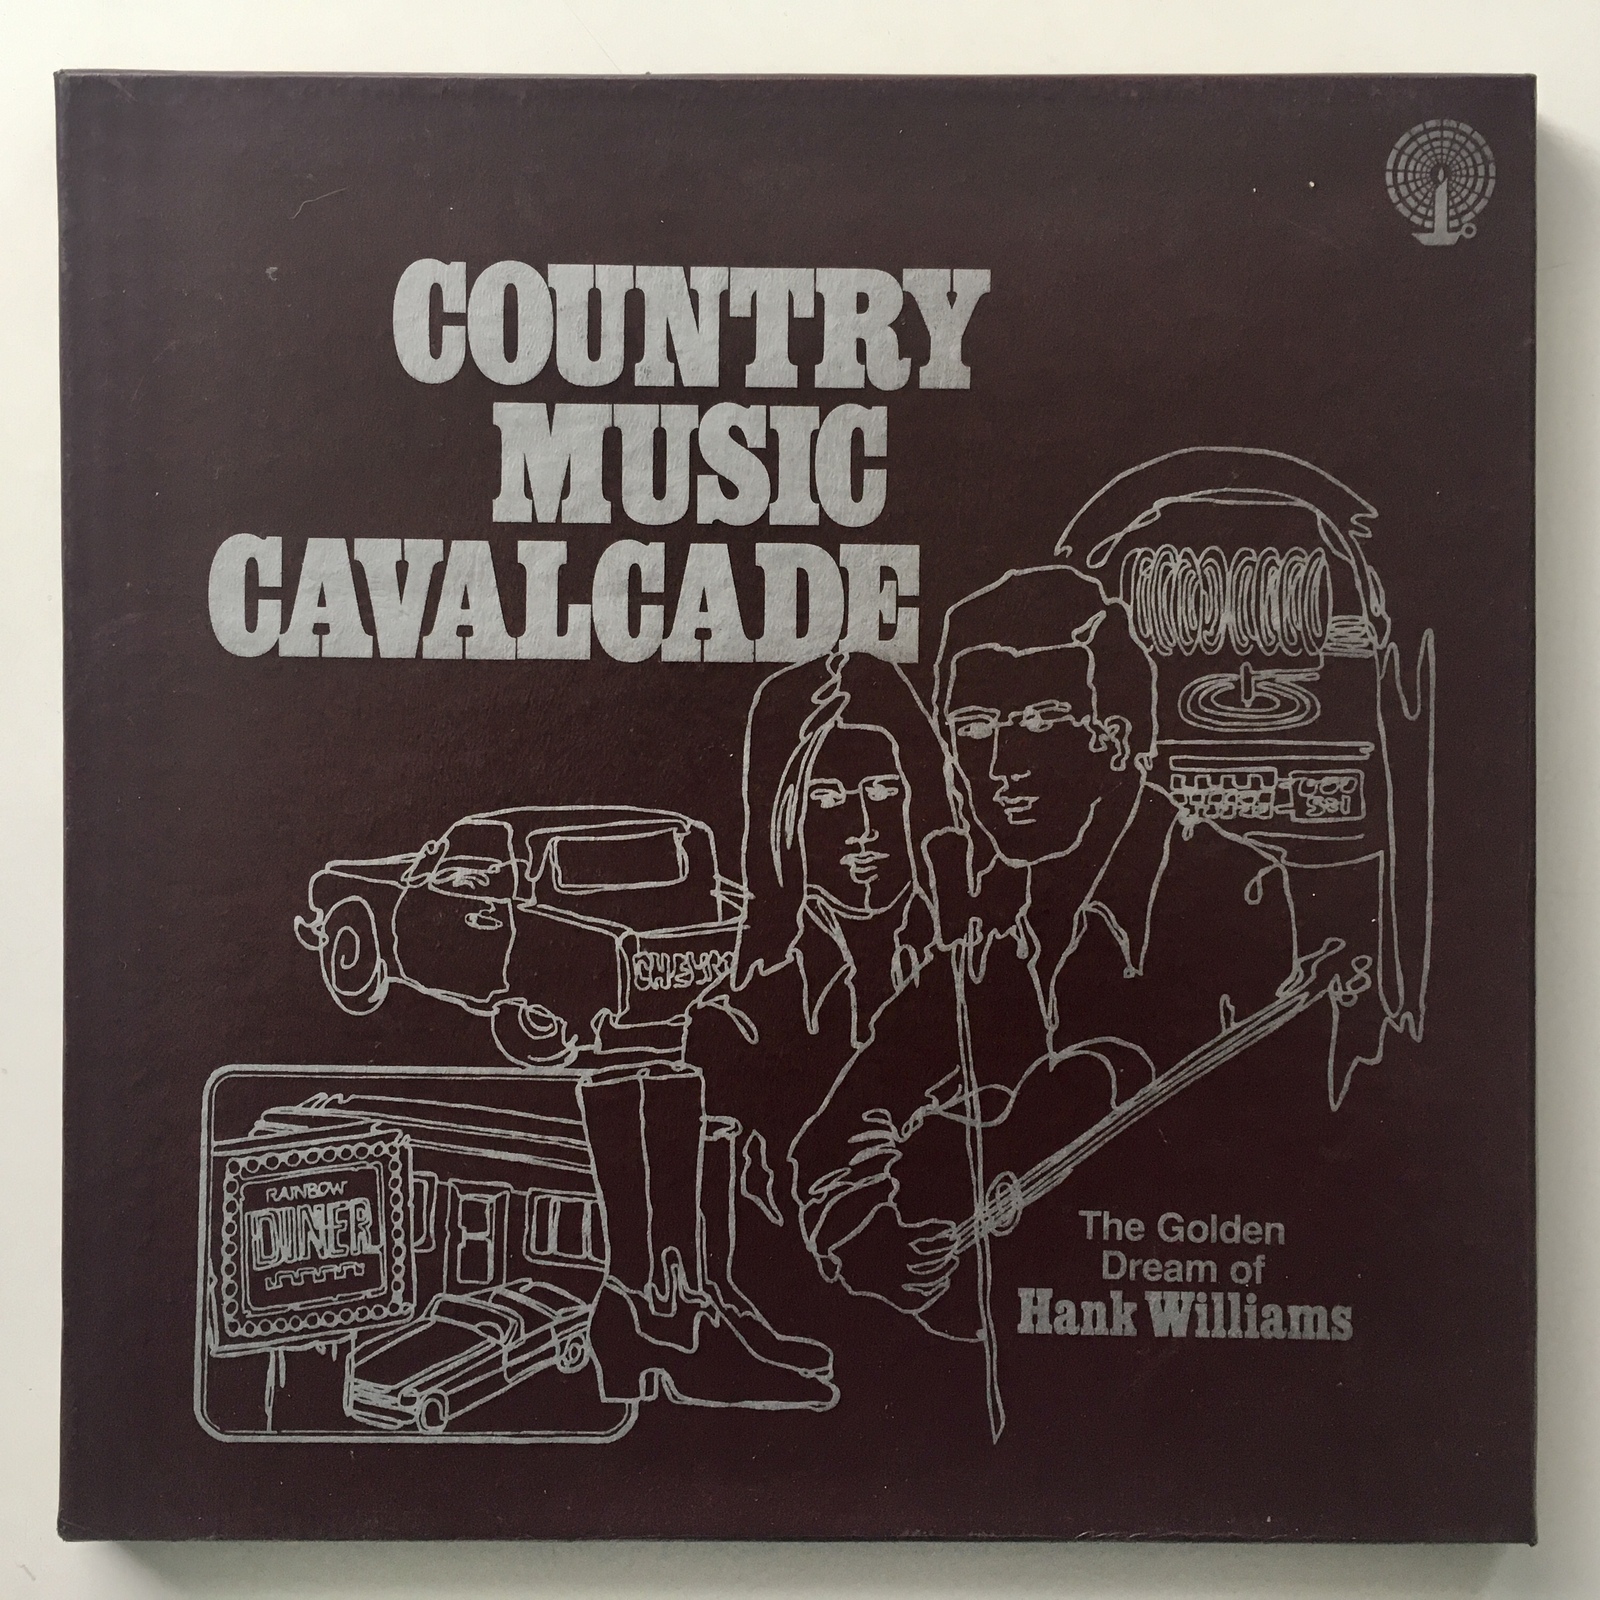 COUNTRY
MUSIC
CAVALCADE
RAINBOW
DINER
The Golden
Dream of
Hank Williams